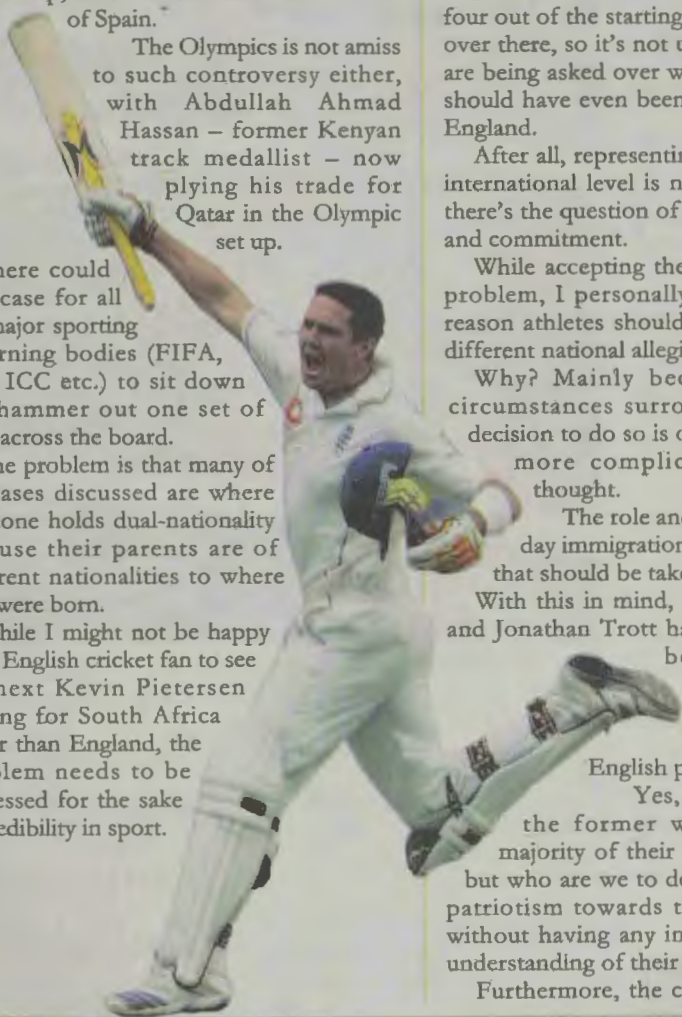 of Spain."
The Olympics is not amiss
to such controversy either,
with Abdullah Ahmad
Hassan – former Kenyan
track medallist – now
plying his trade for
Qatar in the Olympic
set up.
here could
case for all
major sporting
rning bodies (FIFA,
ICC etc.) to sit down
hammer out one set of
across the board.
ne problem is that many of
ases discussed are where
one holds dual-nationality
use their parents are of
rent nationalities to where
were born.
hile I might not be happy
English cricket fan to see
next Kevin Pietersen
ng for South Africa
r than England, the
lem needs to be
essed for the sake
edibility in sport.
four out of the starting
over there, so it's not u
are being asked over w
should have even been
England.
After all, representin
international level is n
there's the question of
and commitment.
While accepting the
problem, I personally
reason athletes should
different national allegi
Why? Mainly bec
circumstances surro
decision to do so is o
more complic
thought.
The role and
day immigration
that should be take
With this in mind,
and Jonathan Trott ha
be
English p
Yes,
the former w
majority of their
but who are we to de
patriotism towards t
without having any in
understanding of their
Furthermore, the c